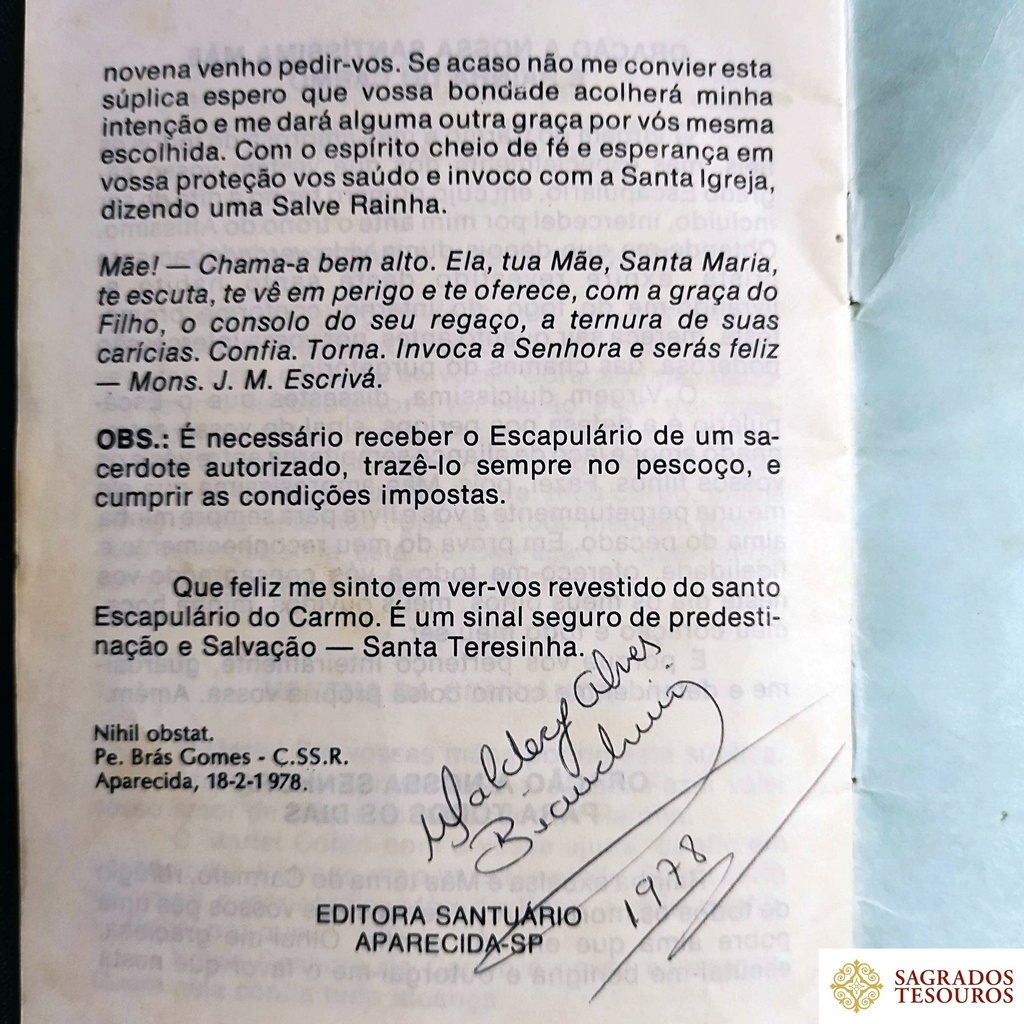 novena venho pedir-vos. Se acaso não me convier esta
súplica espero que vossa bondade acolherá minha
intenção e me dará alguma outra graça por vós mesma
escolhida. Com o espírito cheio de fé e esperança em
vossa proteção vos saúdo e invoco com a Santa Igreja,
dizendo uma Salve Rainha.
Mãe! — Chama-a bem alto. Ela, tua Mãe, Santa Maria,
te escuta, te vê em perigo e te oferece, com a graça do
Filho, o consolo do seu regaço, a ternura de suas
carícias. Confia. Torna. Invoca a Senhora e serás feliz
— Mons. J. M. Escrivá.
OBS.: É necessário receber o Escapulário de um sa-
cerdote autorizado, trazê-lo sempre no pescoço, e
cumprir as condições impostas.
Que feliz me sinto em ver-vos revestido do santo
Escapulário do Carmo. É um sinal seguro de predesti-
nação e Salvação — Santa Teresinha.
Nihil obstat.
Pe. Brás Gomes - C.SS.R.
Aparecida, 18-2-1978.
Waldecy Alves
1978
EDITORA SANTUÁRIO
APARECIDA-SP
SAGRADOS
TESOUROS